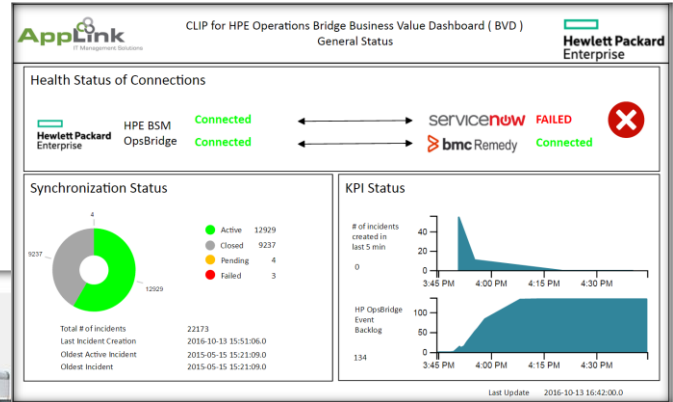 AppLink
IT Management Solutions
CLIP for HPE Operations Bridge Business Value Dashboard ( BVD )
General Status
Hewlett Packard
Enterprise
Health Status of Connections
Hewlett Packard
Enterprise
HPE BSM
OpsBridge
Connected
Connected
servicenow FAILED
bmc Remedy Connected
Synchronization Status
4
9237
12929
Active 12929
Closed 9237
Pending 4
Failed 3
Total # of incidents 22173
Last Incident Creation 2016-10-13 15:51:06.0
Oldest Active Incident 2015-05-15 15:21:09.0
Oldest Incident 2015-05-15 15:21:09.0
KPI Status
# of incidents
created in
last 5 min
0
40
20
0
3:45 PM 4:00 PM 4:15 PM 4:30 PM
HP OpsBridge
Event
Backlog
134
100
50
0
3:45 PM 4:00 PM 4:15 PM 4:30 PM
Last Update 2016-10-13 16:42:00.0